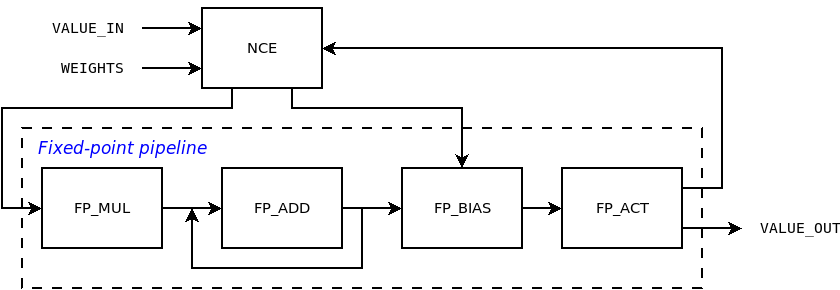 VALUE_IN
NCE
WEIGHTS
Fixed-point pipeline
FP_MUL
FP_ADD
FP_BIAS
FP_ACT
VALUE_OUT